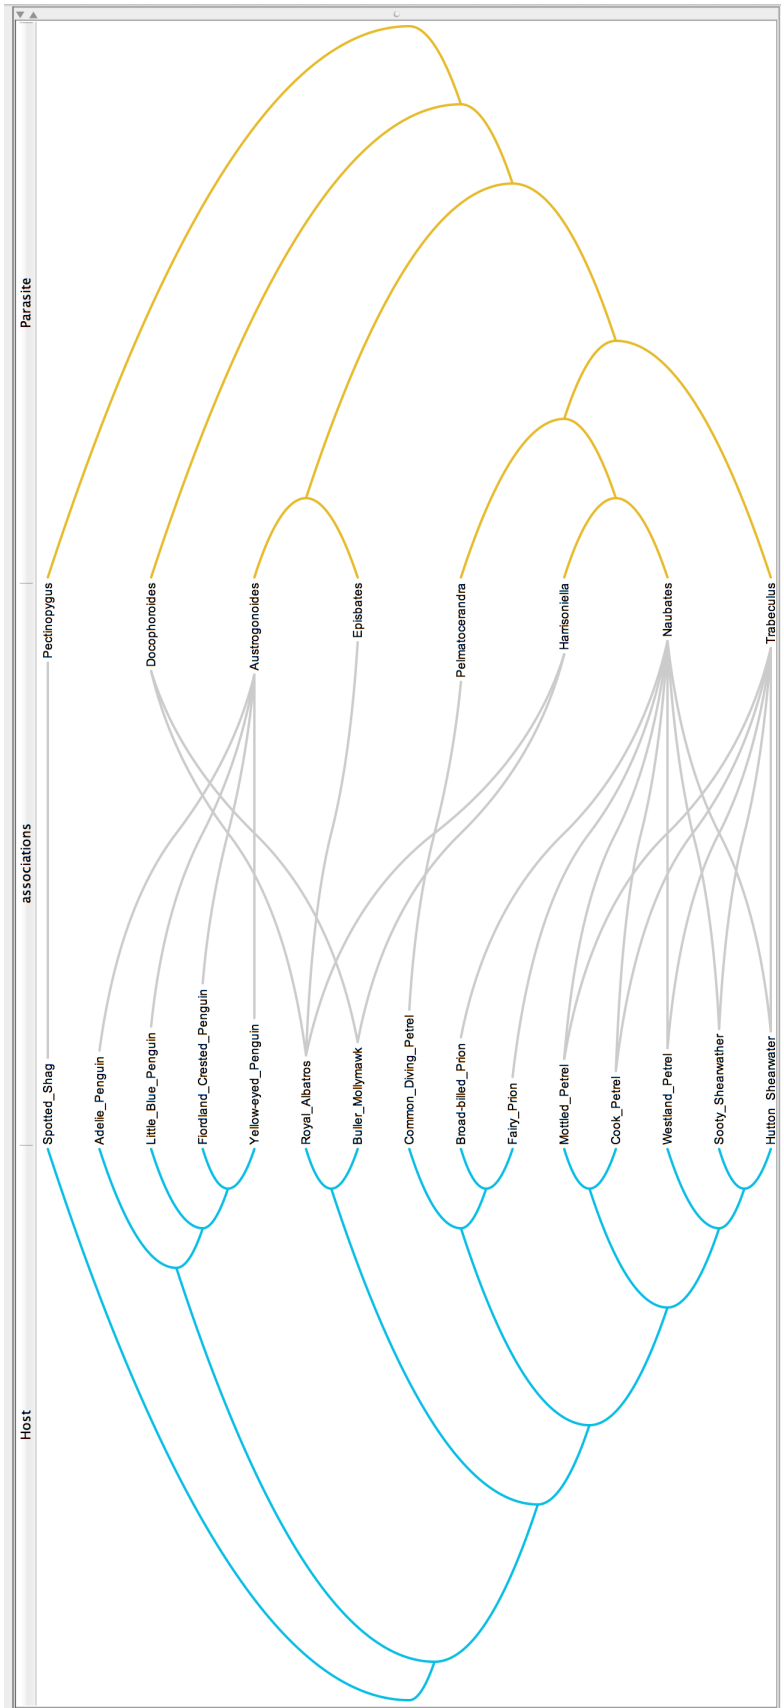 Parasite
associations
Host
Pectinopygus
Docophoroides
Austrogonoides
Episbates
Pelmatocerandra
Harrisoniella
Naubates
Trabeculus
Spotted_Shag
Adelie_Penguin
Little_Blue_Penguin
Fiordland_Crested_Penguin
Yellow-eyed_Penguin
Royal_Albatros
Buller_Mollymawk
Common_Diving_Petrel
Broad-billed_Prion
Fairy_Prion
Mottled_Petrel
Cook_Petrel
Westland_Petrel
Sooty_Shearwather
Hutton_Shearwater